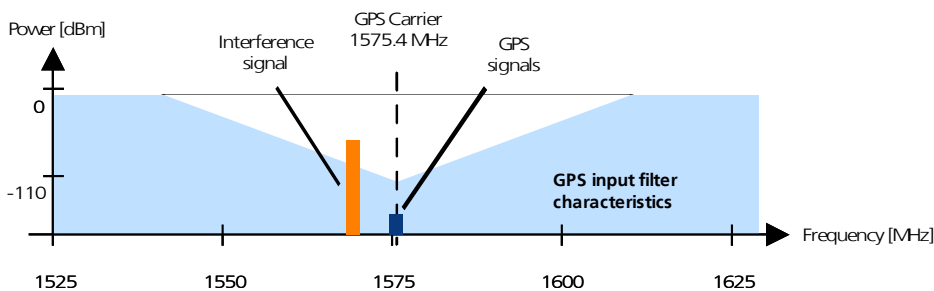 Power [dBm]
GPS Carrier
1575.4 MHz
Interference
signal
GPS
signals
0
-110
GPS input filter
characteristics
Frequency [MHz]
1525
1550
1575
1600
1625